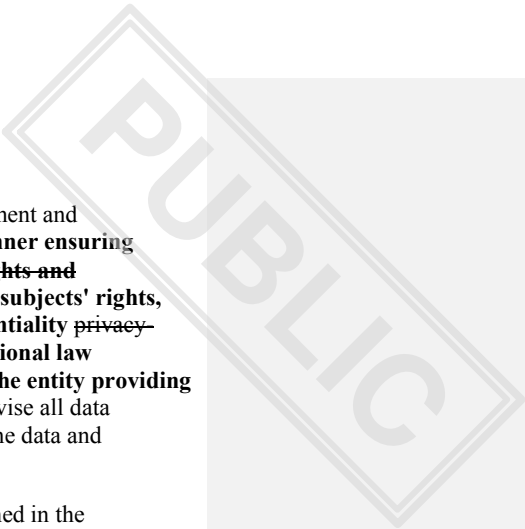 ment and
nner ensuring
hts and
subjects' rights,
ntiality privacy
ional law
he entity providing
vise all data
ne data and
ned in the
PUBLIC